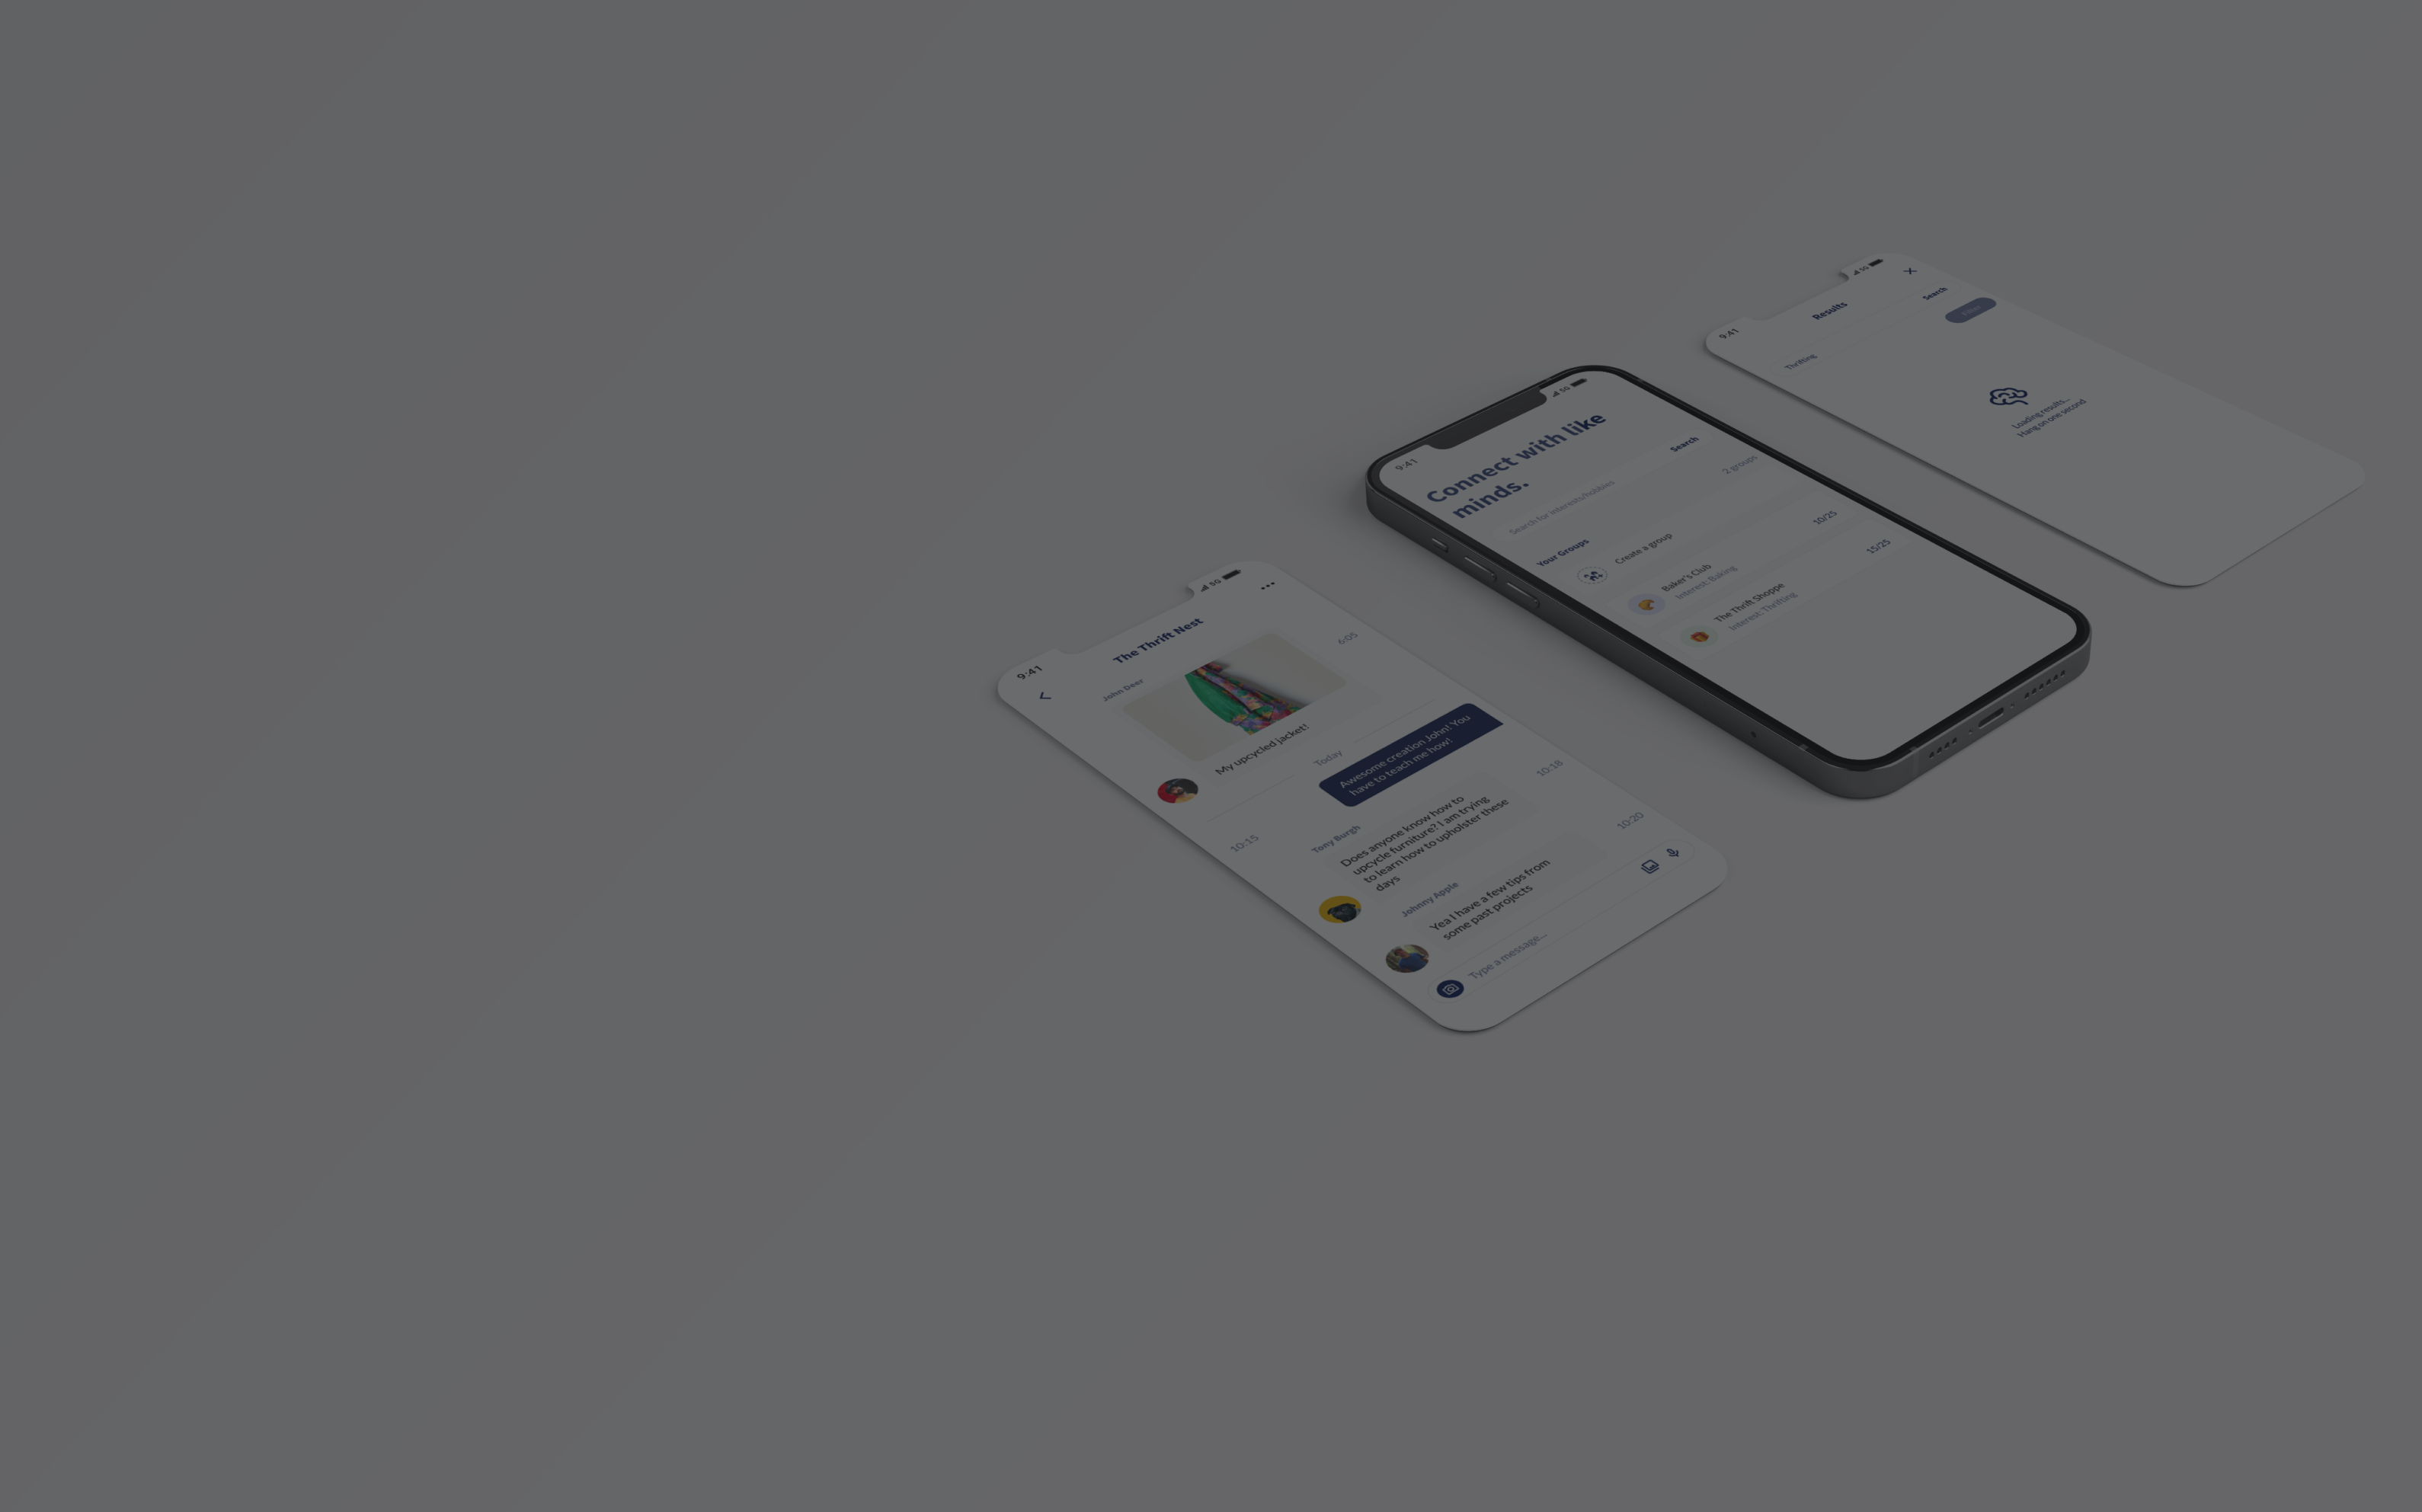 9:41
5G
The Thrift Nest
John Deer
6:05
My upcycled jacket!
Today
Awesome creation John! You
have to teach me how!
10:15
10:18
Tony Burgh
Does anyone know how to
upcycle furniture? I am trying
to learn how to upholster these
days
10:20
Johnny Apple
Yea I have a few tips from
some past projects
Type a message...
9:41
5G
Connect with like
minds.
Search for interests/hobbies
Search
Your Groups
2 groups
Create a group
Baker's Club
Interest: Baking
10/25
The Thrift Shoppe
Interest: Thrifting
15/25
9:41
5G
Results
Search
Thrifting
Loading results...
Hang on one second